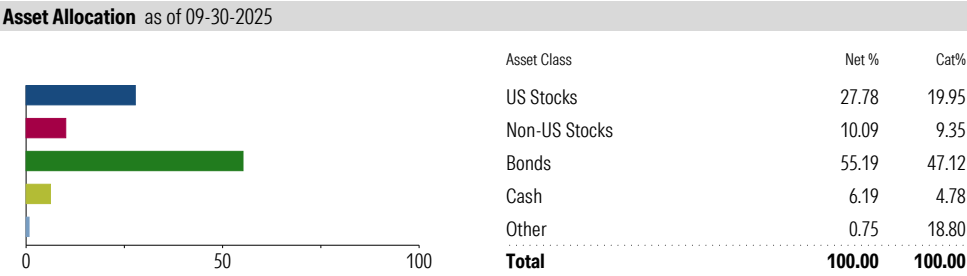 Asset Allocation as of 09-30-2025
Asset Class Net % Cat%
US Stocks 27.78 19.95
Non-US Stocks 10.09 9.35
Bonds 55.19 47.12
Cash 6.19 4.78
Other 0.75 18.80
Total 100.00 100.00
0 50 100